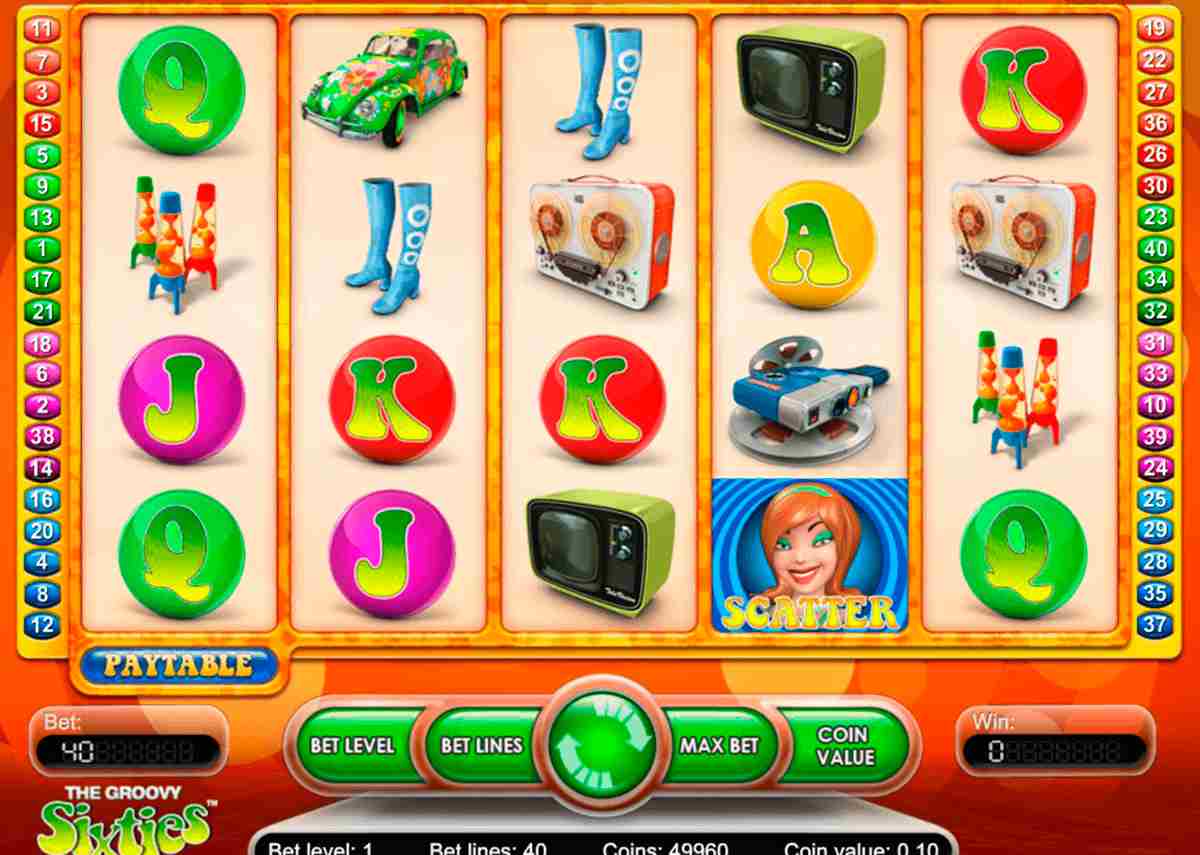 11
7
3
15
5
9
13
1
17
21
18
6
2
38
14
16
20
4
8
12
Q
K
A
J
K
K
Q
J
SCATTER
Q
19
22
27
36
26
30
23
40
34
32
31
33
10
39
24
25
29
28
35
37
PAYTABLE
Bet:
40
BET LEVEL
BET LINES
MAX BET
COIN
VALUE
Win:
0
THE GROOVY
Sixties™
Bet level: 1 Bet lines: 40 Coins: 49960 Coin value: 0.10